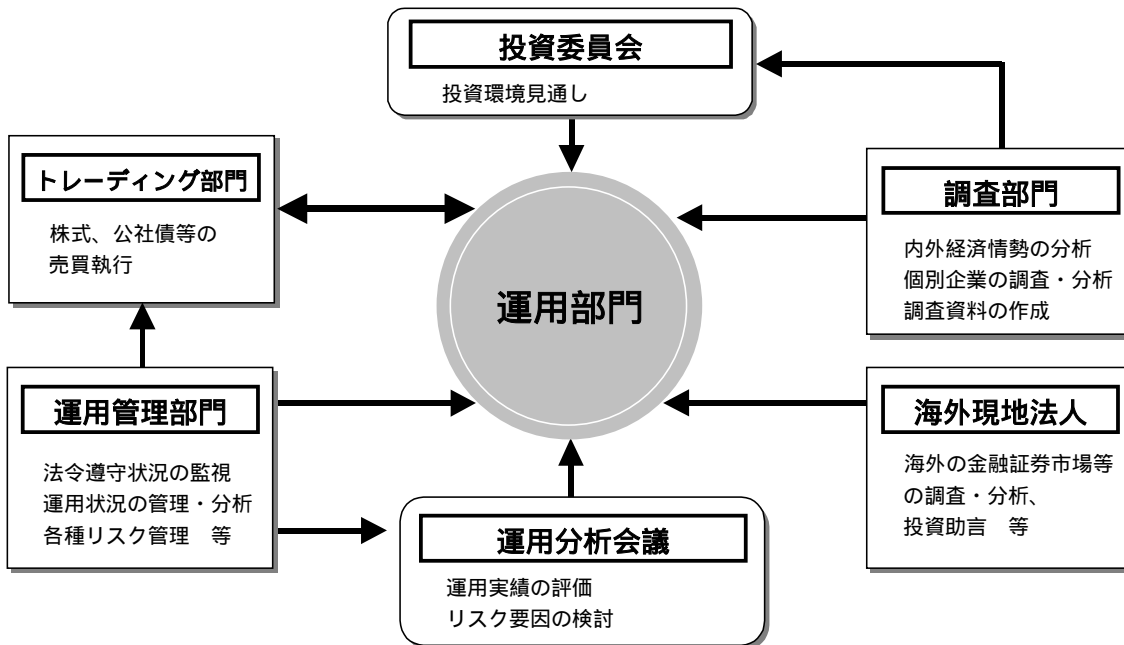 投資委員会
投資環境見通し
トレーディング部門
株式、公社債等の
売買執行
調査部門
内外経済情勢の分析
個別企業の調査・分析
調査資料の作成
運用部門
運用管理部門
法令遵守状況の監視
運用状況の管理・分析
各種リスク管理　等
海外現地法人
海外の金融証券市場等
の調査・分析、
投資助言　等
運用分析会議
運用実績の評価
リスク要因の検討